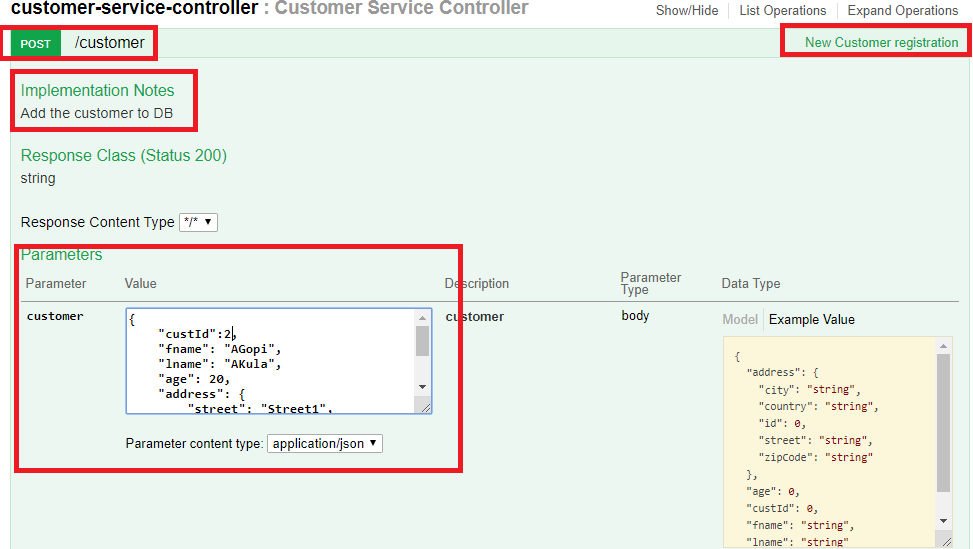 customer-service-controller : Customer Service Controller
Show/Hide List Operations Expand Operations
POST /customer
New Customer registration
Implementation Notes
Add the customer to DB
Response Class (Status 200)
string
Response Content Type */*
Parameters
Parameter Value Description Parameter Type Data Type
customer
{
"custId":2,
"fname": "AGopi",
"lname": "AKula",
"age": 20,
"address": {
"street": "Street1",
Parameter content type: application/json
customer
body
Model Example Value
{
"address": {
"city": "string",
"country": "string",
"id": 0,
"street": "string",
"zipCode": "string"
},
"age": 0,
"custId": 0,
"fname": "string",
"lname": "string"